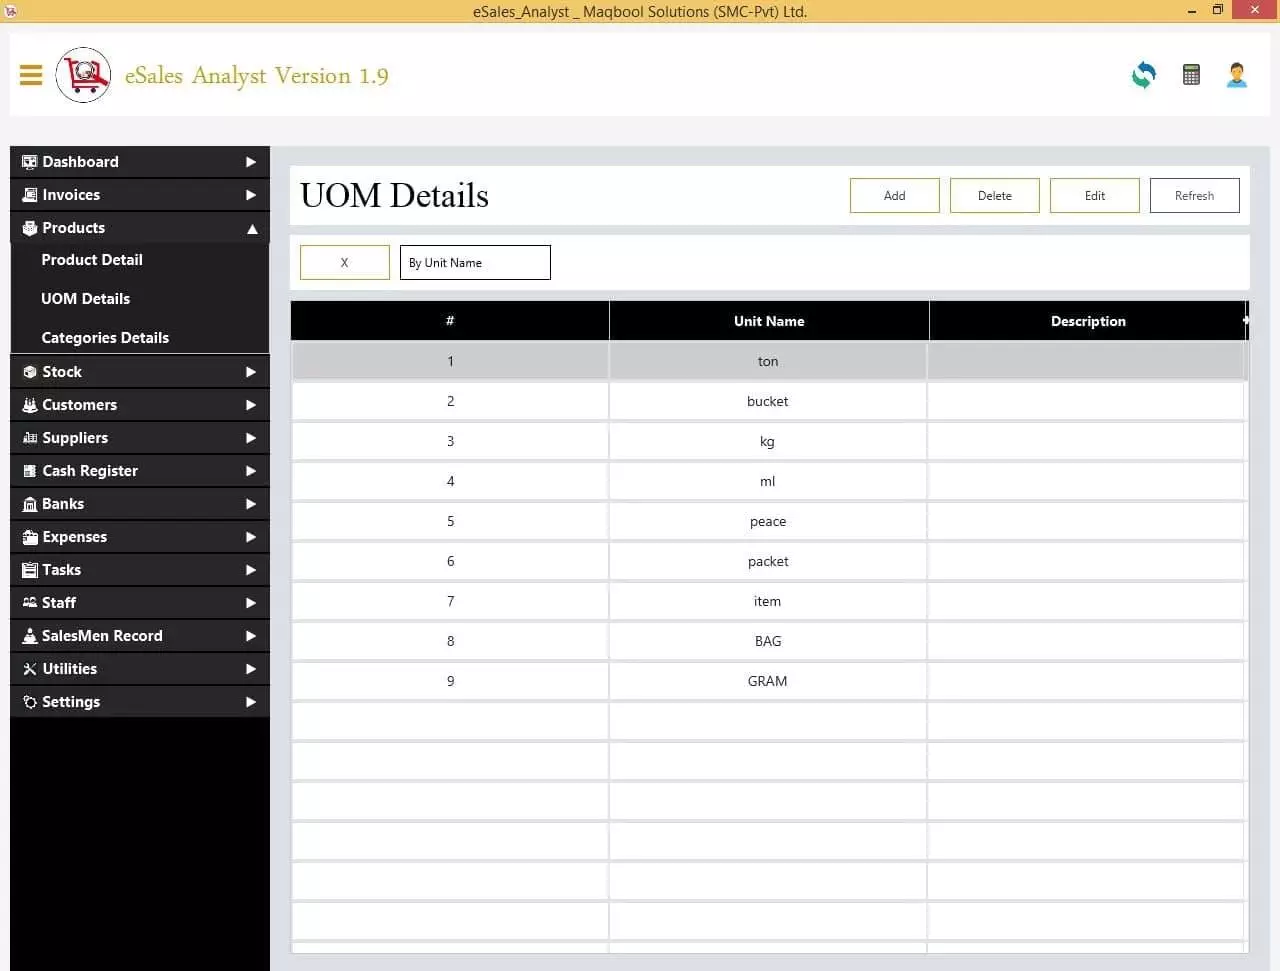 eSales_Analyst _ Maqbool Solutions (SMC-Pvt) Ltd.
eSales Analyst Version 1.9
Dashboard
Invoices
Products
Product Detail
UOM Details
Categories Details
Stock
Customers
Suppliers
Cash Register
Banks
Expenses
Tasks
Staff
SalesMen Record
Utilities
Settings
UOM Details
Add Delete Edit Refresh
X By Unit Name
# Unit Name Description
1 ton
2 bucket
3 kg
4 ml
5 peace
6 packet
7 item
8 BAG
9 GRAM